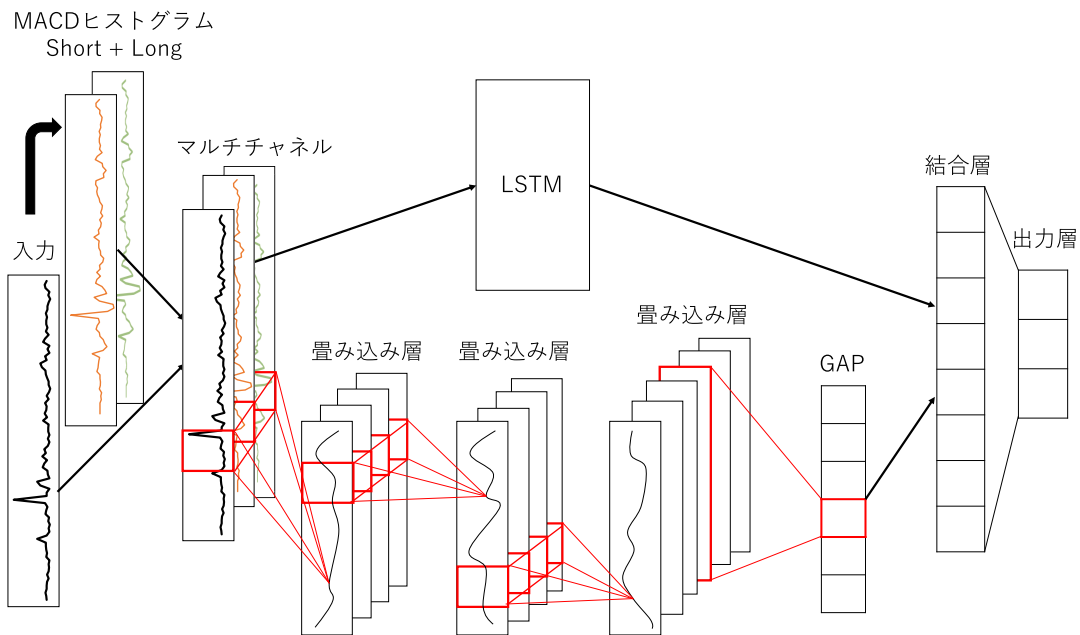 MACDヒストグラム
Short + Long
マルチチャネル
入力
LSTM
結合層
出力層
畳み込み層
畳み込み層
畳み込み層
GAP